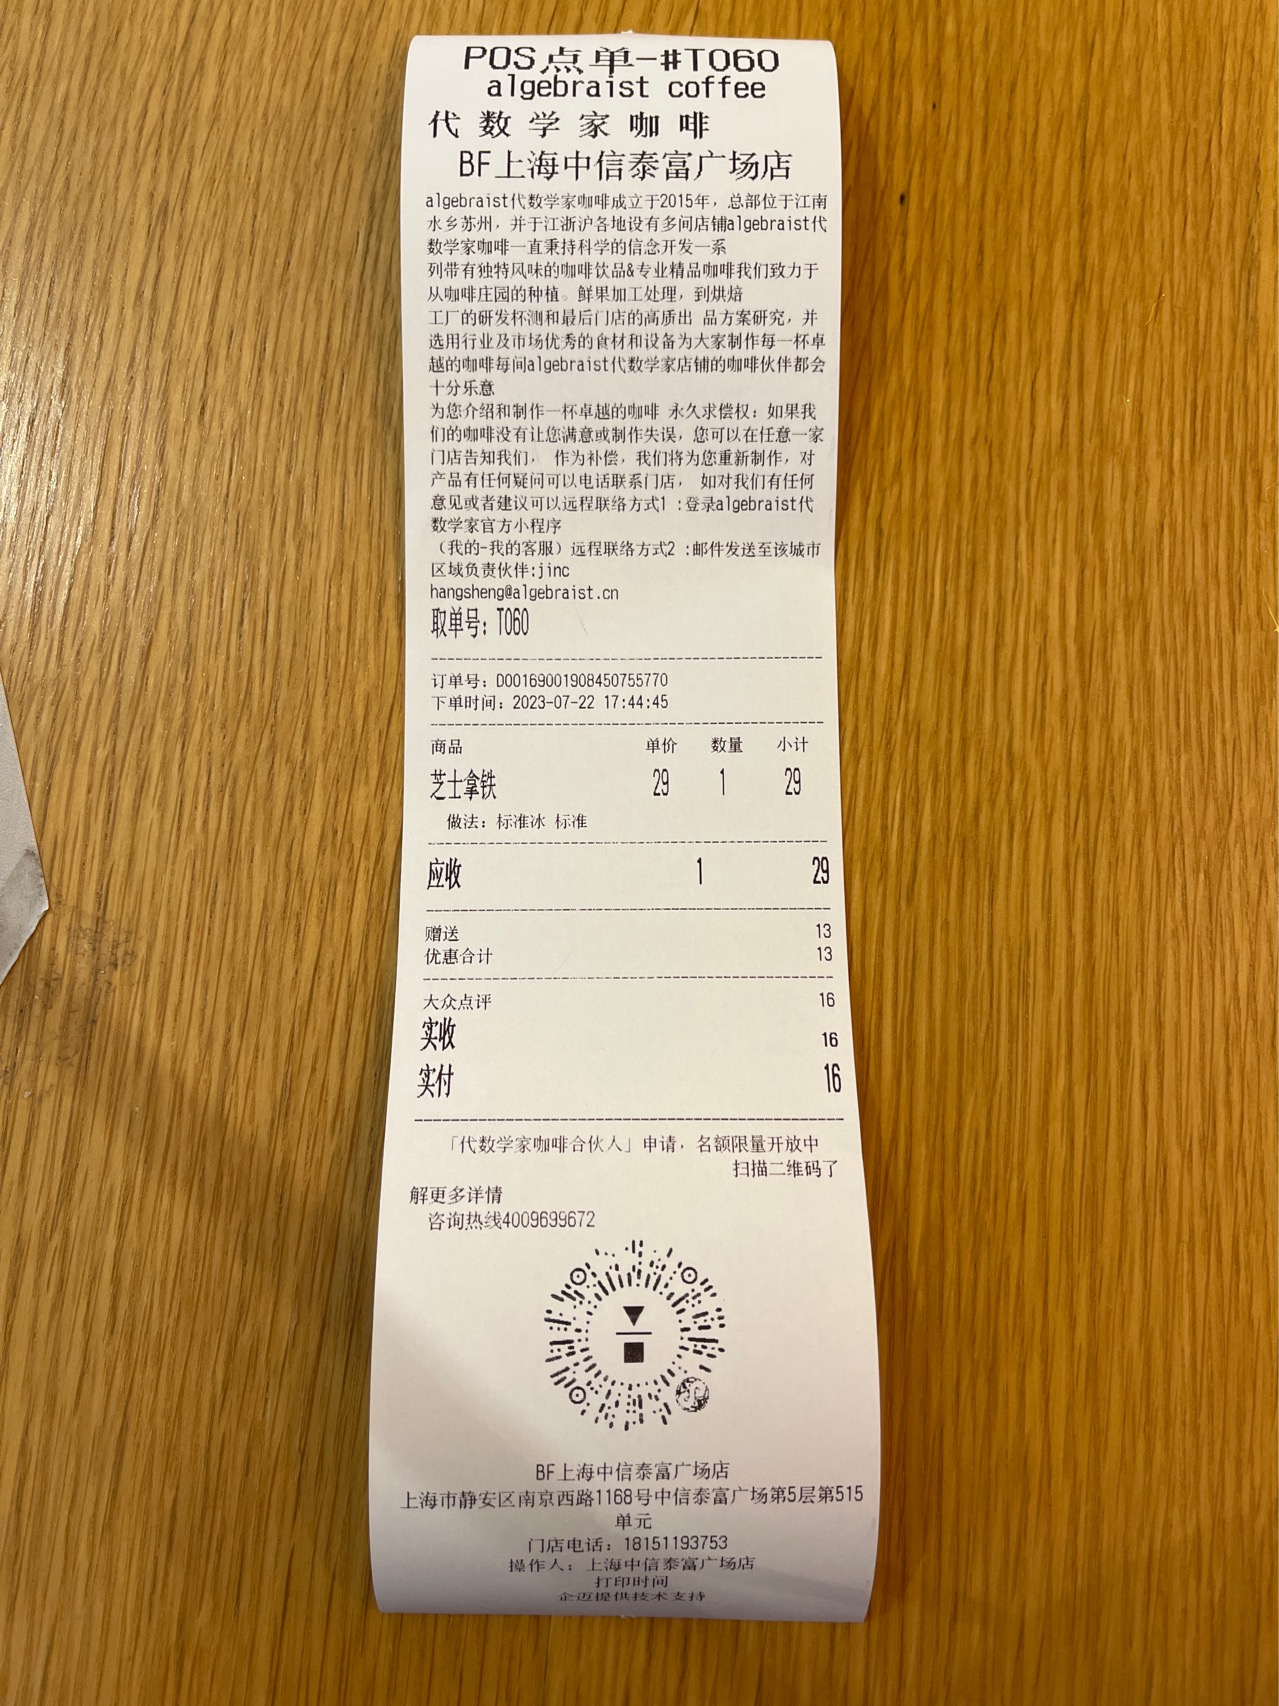 POS点单-#T060
algebraist coffee
代数学家咖啡
BF上海中信泰富广场店
algebraist代数学家咖啡成立于2015年，总部位于江南
水乡苏州，并于江浙沪各地设有多间店铺algebraist代
数学家咖啡一直秉持科学的信念开发一系
列带有独特风味的咖啡饮品&专业精品咖啡我们致力于
从咖啡庄园的种植。鲜果加工处理，到烘焙
工厂的研发杯测和最后门店的高质出 品方案研究，并
选用行业及市场优秀的食材和设备为大家制作每一杯卓
越的咖啡每间algebraist代数学家店铺的咖啡伙伴都会
十分乐意
为您介绍和制作一杯卓越的咖啡 永久求偿权：如果我
们的咖啡没有让您满意或制作失误，您可以在任意一家
门店告知我们， 作为补偿，我们将为您重新制作，对
产品有任何疑问可以电话联系门店， 如对我们有任何
意见或者建议可以远程联络方式1 :登录algebraist代
数学家官方小程序
（我的-我的客服）远程联络方式2 :邮件发送至该城市
区域负责伙伴:jinc
hangsheng@algebraist.cn
取单号：T060
订单号：D001690019084507​55770
下单时间：2023-07-22 17:44:45
商品 单价 数量 小计
芝士拿铁 29 1 29
做法：标准冰 标准
应收 1 29
赠送 13
优惠合计 13
大众点评 16
实收 16
实付 16
「代数学家咖啡合伙人」申请，名额限量开放中
扫描二维码了
解更多详情
咨询热线4009699672
BF上海中信泰富广场店
上海市静安区南京西路1168号中信泰富广场第5层第515
单元
门店电话：18151193753
操作人：上海中信泰富广场店
打印时间
企迈提供技术支持